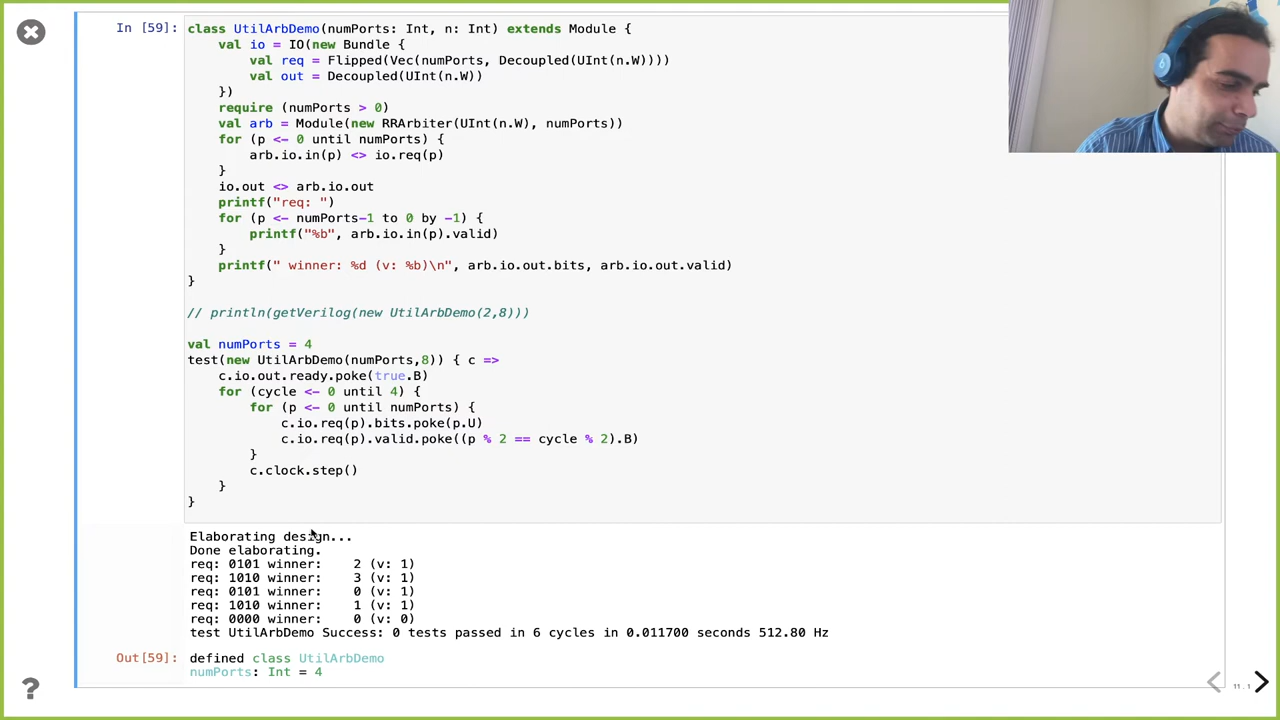 In [59]:
class UtilArbDemo(numPorts: Int, n: Int) extends Module {
    val io = IO(new Bundle {
        val req = Flipped(Vec(numPorts, Decoupled(UInt(n.W))))
        val out = Decoupled(UInt(n.W))
    })
    require (numPorts > 0)
    val arb = Module(new RRArbiter(UInt(n.W), numPorts))
    for (p <- 0 until numPorts) {
        arb.io.in(p) <> io.req(p)
    }
    io.out <> arb.io.out
    printf("req: ")
    for (p <- numPorts-1 to 0 by -1) {
        printf("%b", arb.io.in(p).valid)
    }
    printf(" winner: %d (v: %b)\n", arb.io.out.bits, arb.io.out.valid)
}
// println(getVerilog(new UtilArbDemo(2,8)))
val numPorts = 4
test(new UtilArbDemo(numPorts,8)) { c =>
    c.io.out.ready.poke(true.B)
    for (cycle <- 0 until 4) {
        for (p <- 0 until numPorts) {
            c.io.req(p).bits.poke(p.U)
            c.io.req(p).valid.poke((p % 2 == cycle % 2).B)
        }
        c.clock.step()
    }
}
Elaborating design...
Done elaborating.
req: 0101 winner:    2 (v: 1)
req: 1010 winner:    3 (v: 1)
req: 0101 winner:    0 (v: 1)
req: 1010 winner:    1 (v: 1)
req: 0000 winner:    0 (v: 0)
test UtilArbDemo Success: 0 tests passed in 6 cycles in 0.011700 seconds 512.80 Hz
Out[59]:
defined class UtilArbDemo
numPorts: Int = 4
?